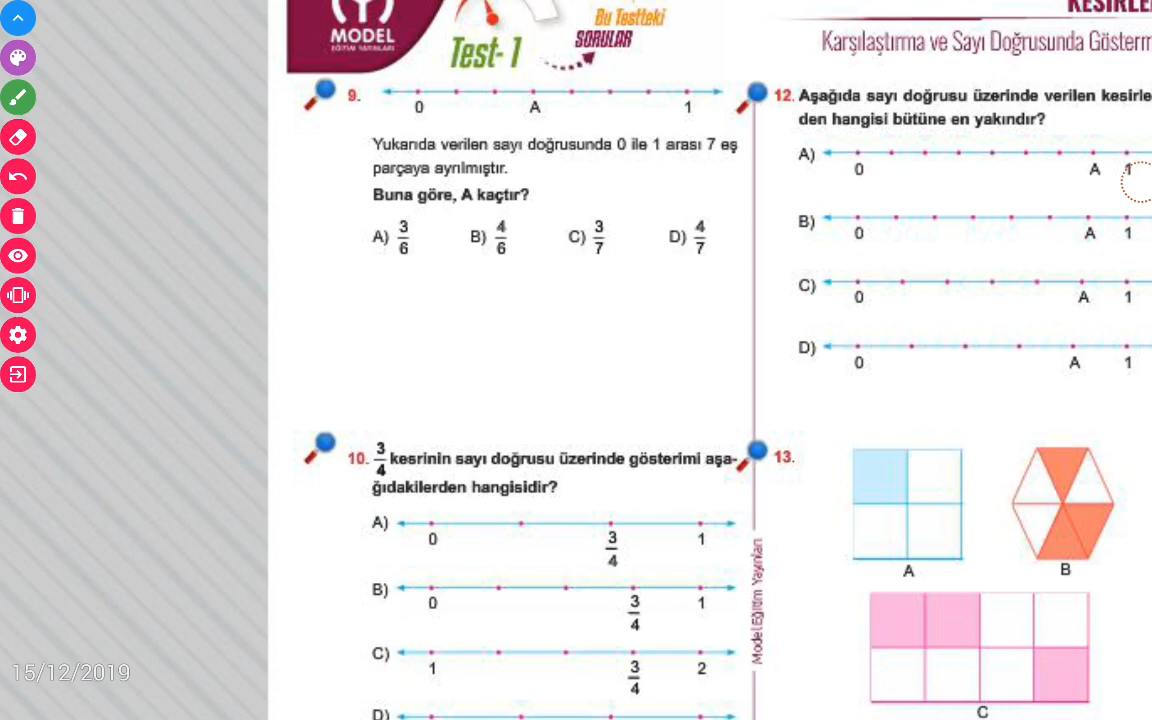 MODEL
EĞİTİM YAYINLARI
Test-1
Bu Testteki
SORULAR
KESİRLE
Karşılaştırma ve Sayı Doğrusunda Gösterm
9.
0 A 1
Yukarıda verilen sayı doğrusunda 0 ile 1 arası 7 eş
parçaya ayrılmıştır.
Buna göre, A kaçtır?
A) 3/6 B) 4/6 C) 3/7 D) 4/7
10. 3/4 kesrinin sayı doğrusu üzerinde gösterimi aşa-
ğıdakilerden hangisidir?
A)
0 3/4 1
B)
0 3/4 1
C)
1 3/4 2
D)
Model Eğitim Yayınları
12. Aşağıda sayı doğrusu üzerinde verilen kesirle
den hangisi bütüne en yakındır?
A)
0 A 1
B)
0 A 1
C)
0 A 1
D)
0 A 1
13.
A B
C
15/12/2019